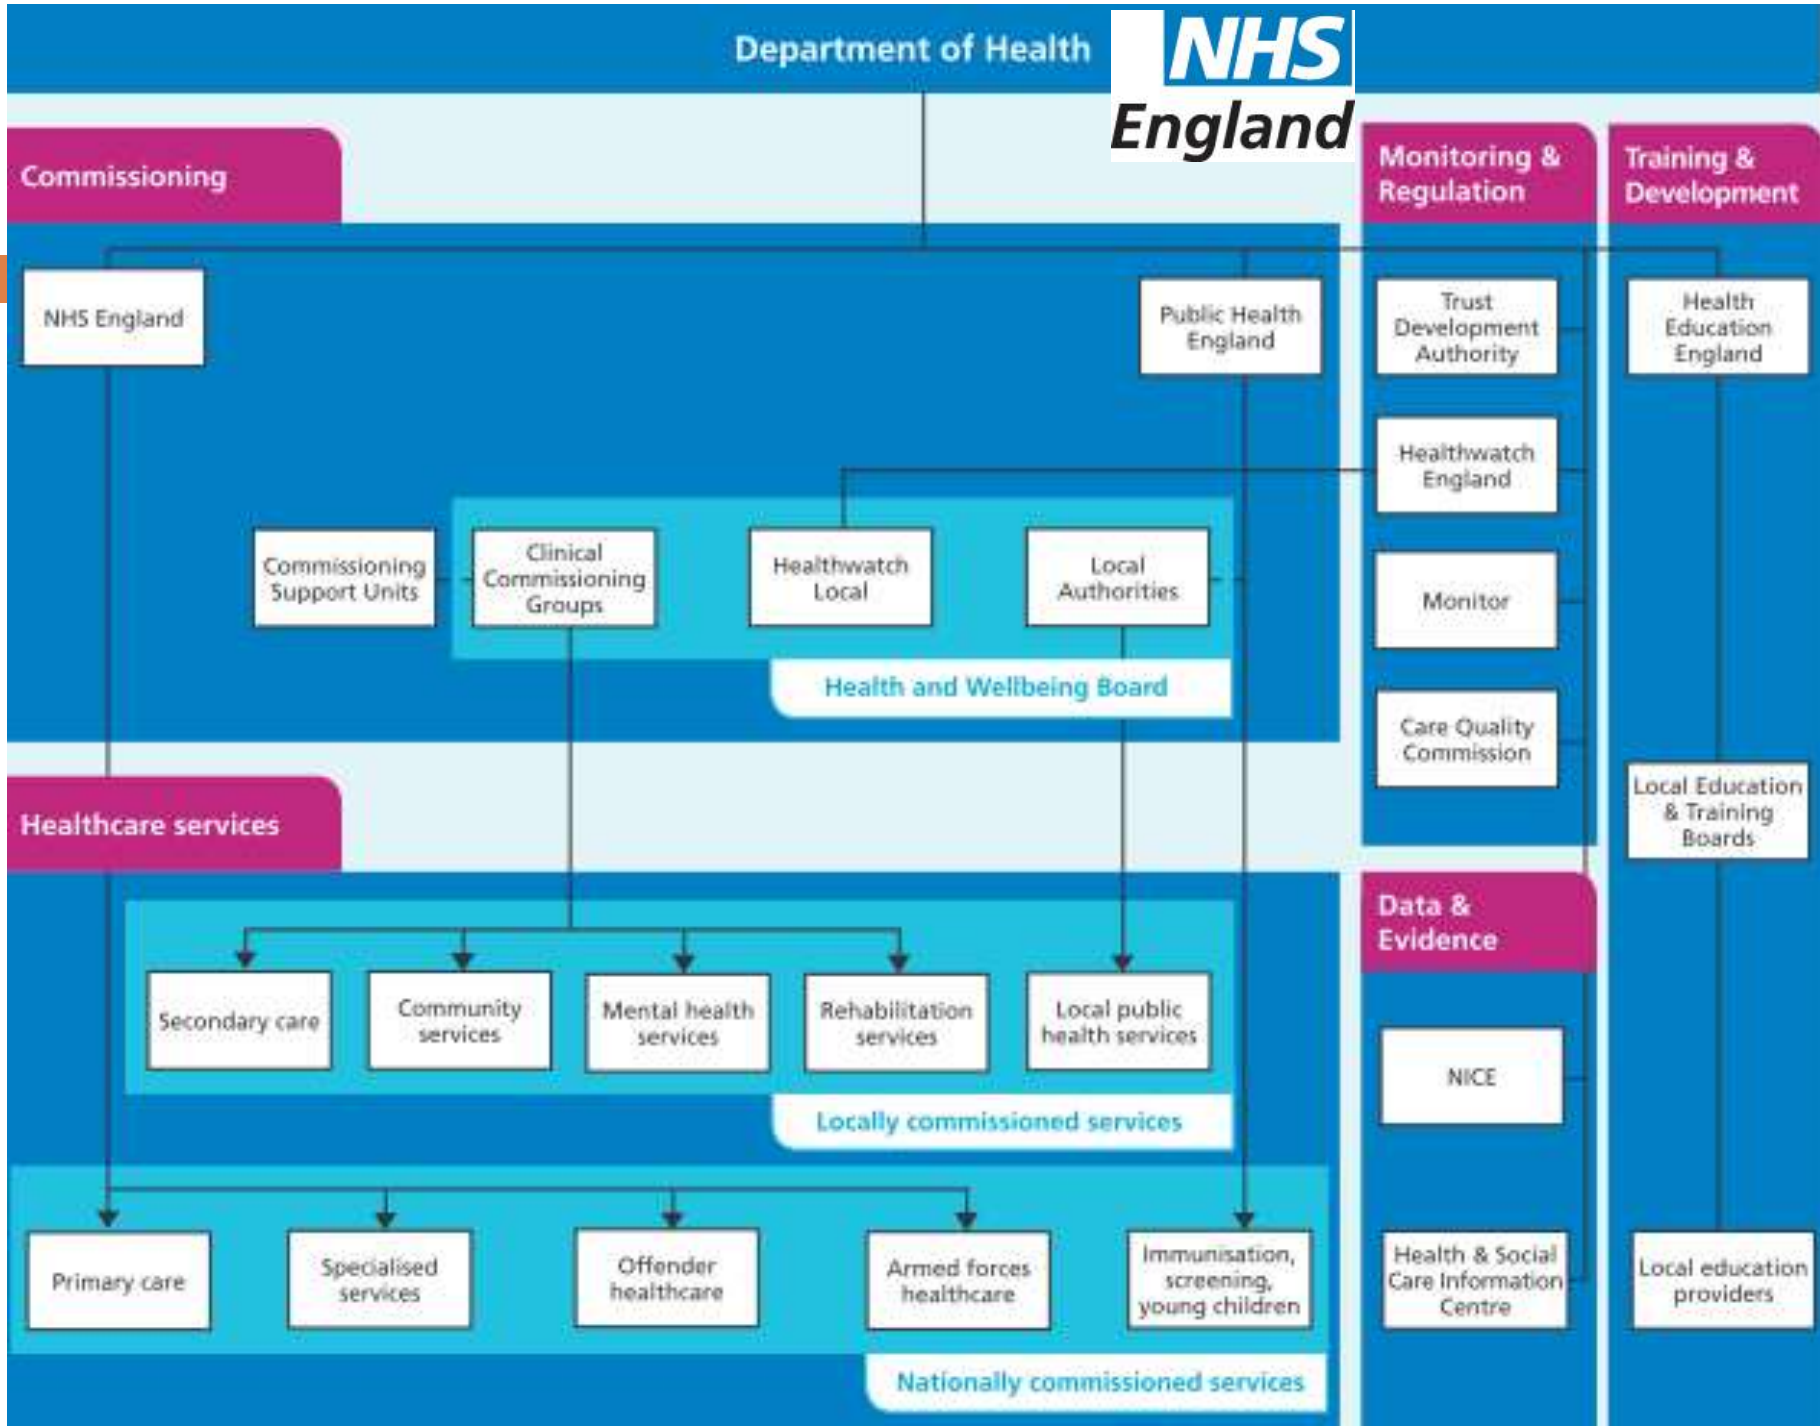 Department of Health
NHS
England
Commissioning
Monitoring &
Regulation
Training &
Development
NHS England
Public Health
England
Trust
Development
Authority
Health
Education
England
Healthwatch
England
Commissioning
Support Units
Clinical
Commissioning
Groups
Healthwatch
Local
Local
Authorities
Monitor
Health and Wellbeing Board
Care Quality
Commission
Local Education
& Training
Boards
Healthcare services
Data &
Evidence
Secondary care
Community
services
Mental health
services
Rehabilitation
services
Local public
health services
NICE
Locally commissioned services
Primary care
Specialised
services
Offender
healthcare
Armed forces
healthcare
Immunisation,
screening,
young children
Health & Social
Care Information
Centre
Local education
providers
Nationally commissioned services